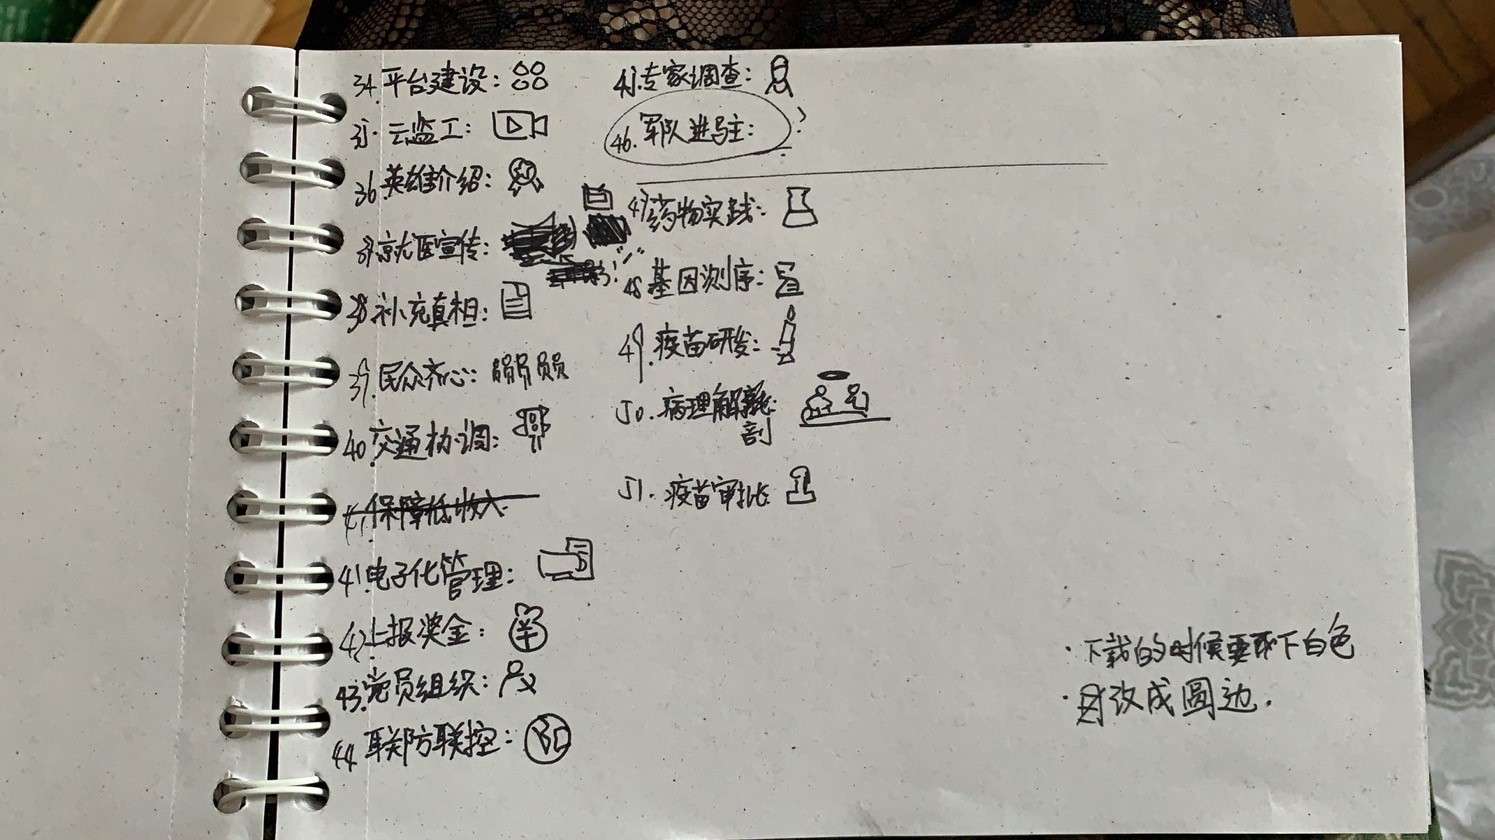 34.平台建设：
35.云监工：
36.英雄介绍：
37.就医宣传：
38.补充真相：
39.民众齐心：
40.交通协调：
41.保障低收入
41.电子化管理：
42.上报奖金：
43.党员组织：
44.联防联控：
45.专家调查：
46.军队进驻：
47.药物实践：
48.基因测序：
49.疫苗研发：
50.病理解剖
51.疫苗审批：
·下载的时候要取下白色
·改成圆边.